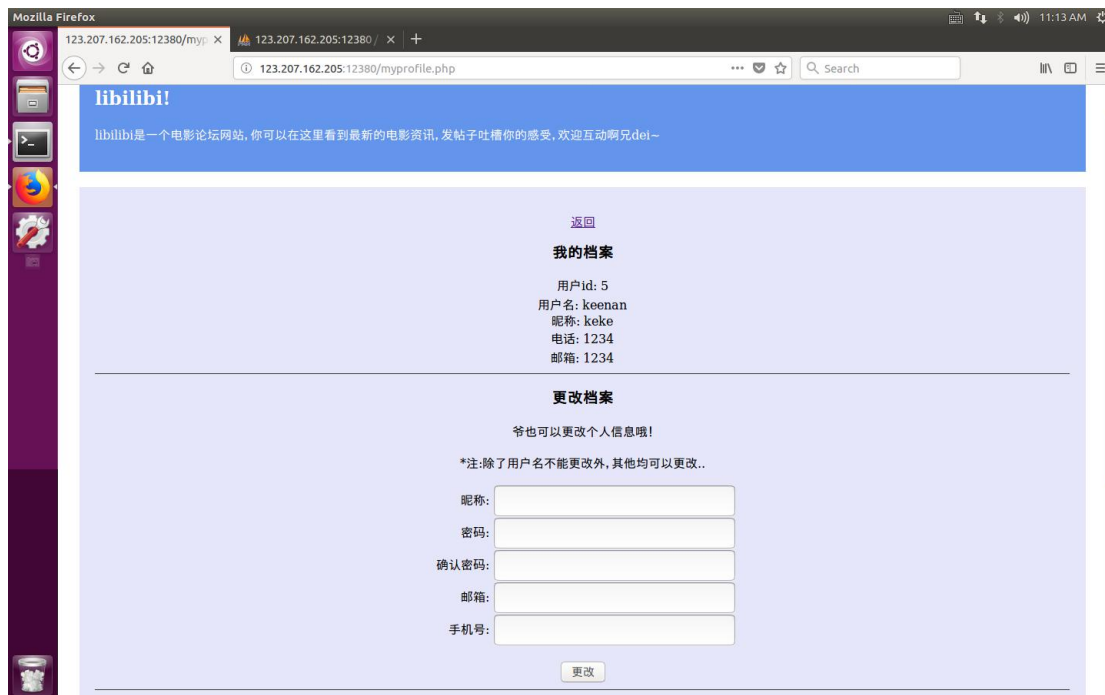 Mozilla Firefox
11:13 AM
123.207.162.205:12380/myp
123.207.162.205:12380/
123.207.162.205:12380/myprofile.php
Search
libilibi!
libilibi是一个电影论坛网站,你可以在这里看到最新的电影资讯,发帖子吐槽你的感受,欢迎互动啊兄dei~
返回
我的档案
用户id: 5
用户名: keenan
昵称: keke
电话: 1234
邮箱: 1234
更改档案
爷也可以更改个人信息哦!
*注:除了用户名不能更改外,其他均可以更改..
昵称:
密码:
确认密码:
邮箱:
手机号:
更改